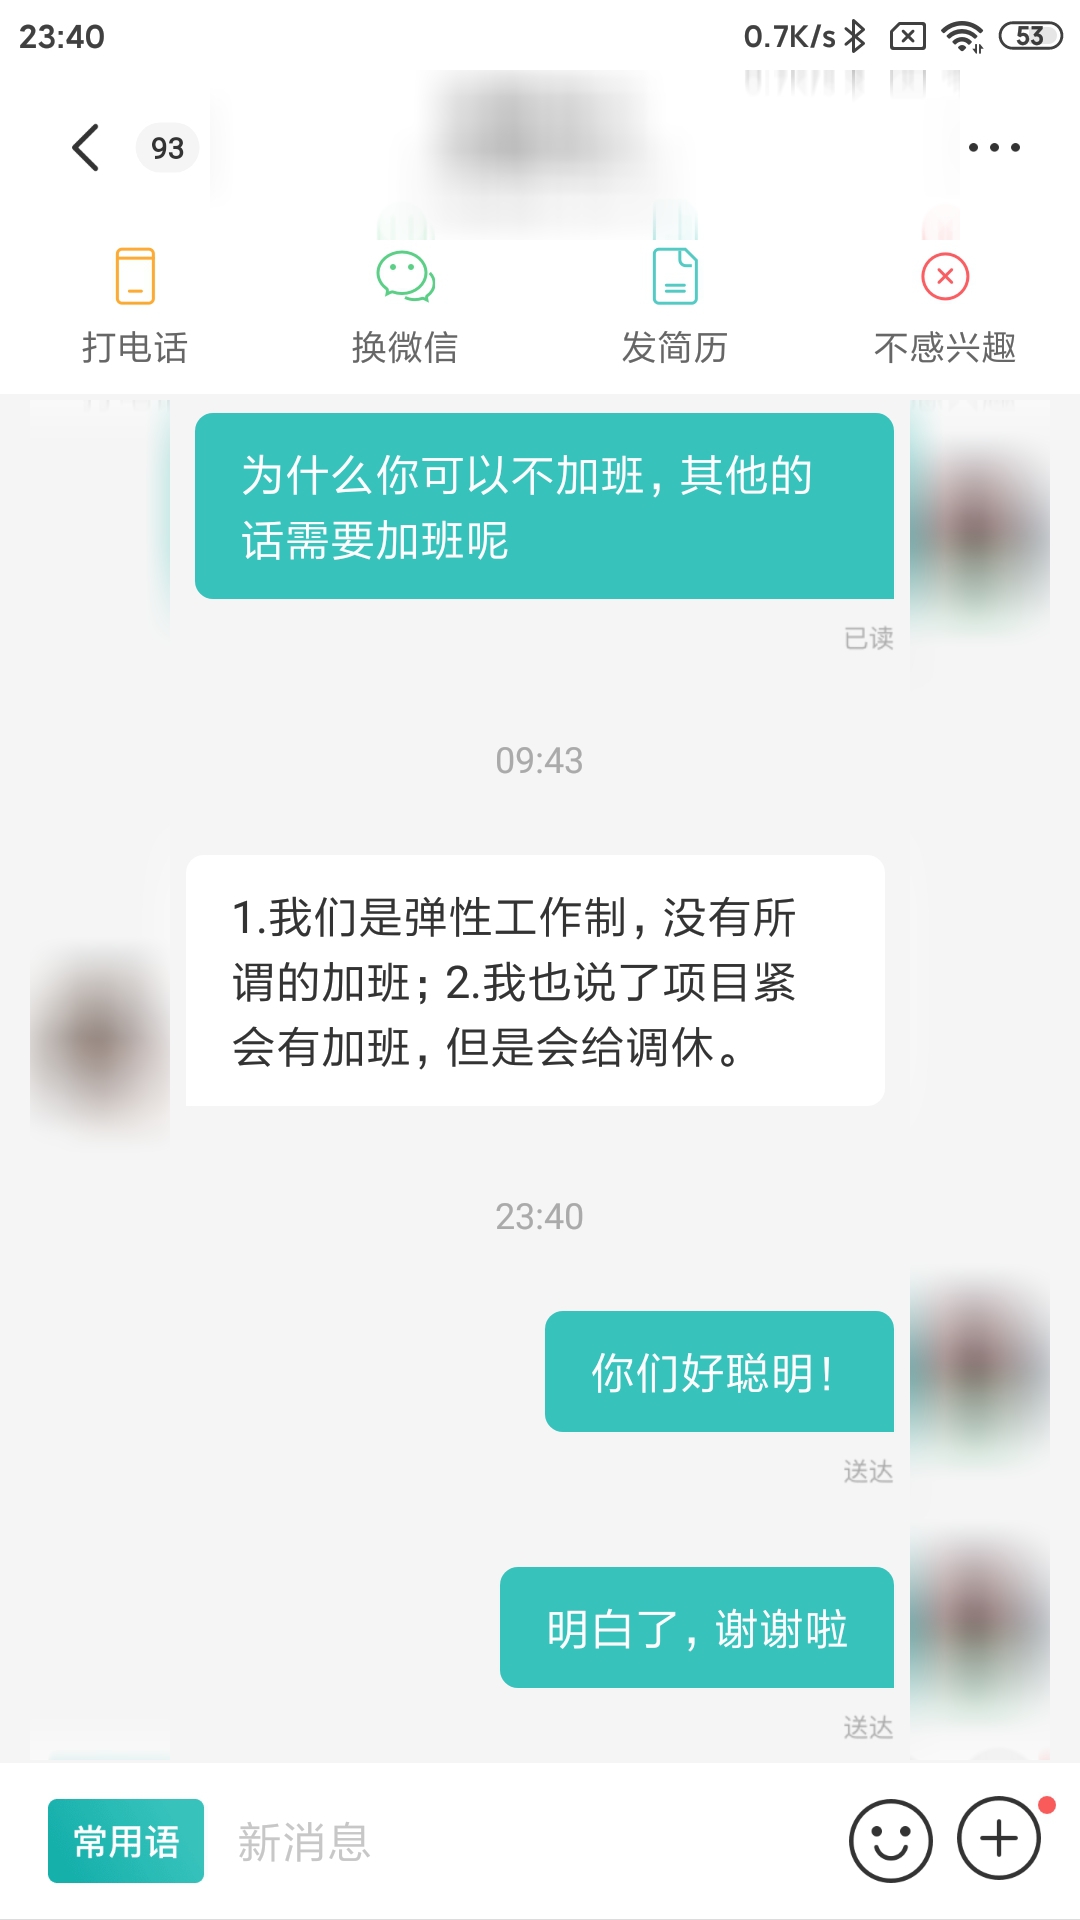 23:40 0.7K/s 53
93
打电话 换微信 发简历 不感兴趣
为什么你可以不加班，其他的
话需要加班呢
已读
09:43
1.我们是弹性工作制，没有所
谓的加班；2.我也说了项目紧
会有加班，但是会给调休。
23:40
你们好聪明！
送达
明白了，谢谢啦
送达
常用语 新消息